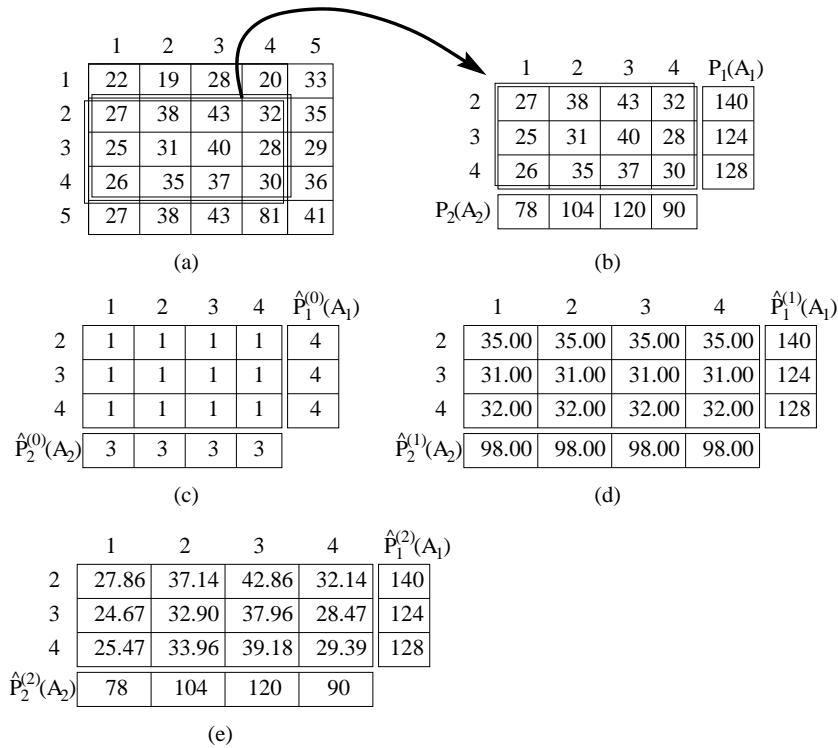 1 2 3 4 5
1 22 19 28 20 33
2 27 38 43 32 35
3 25 31 40 28 29
4 26 35 37 30 36
5 27 38 43 81 41
(a)
1 2 3 4 P₁(A₁)
2 27 38 43 32 140
3 25 31 40 28 124
4 26 35 37 30 128
P₂(A₂) 78 104 120 90
(b)
1 2 3 4 P̂₁⁽⁰⁾(A₁)
2 1 1 1 1 4
3 1 1 1 1 4
4 1 1 1 1 4
P̂₂⁽⁰⁾(A₂) 3 3 3 3
(c)
1 2 3 4 P̂₁⁽¹⁾(A₁)
2 35.00 35.00 35.00 35.00 140
3 31.00 31.00 31.00 31.00 124
4 32.00 32.00 32.00 32.00 128
P̂₂⁽¹⁾(A₂) 98.00 98.00 98.00 98.00
(d)
1 2 3 4 P̂₁⁽²⁾(A₁)
2 27.86 37.14 42.86 32.14 140
3 24.67 32.90 37.96 28.47 124
4 25.47 33.96 39.18 29.39 128
P̂₂⁽²⁾(A₂) 78 104 120 90
(e)